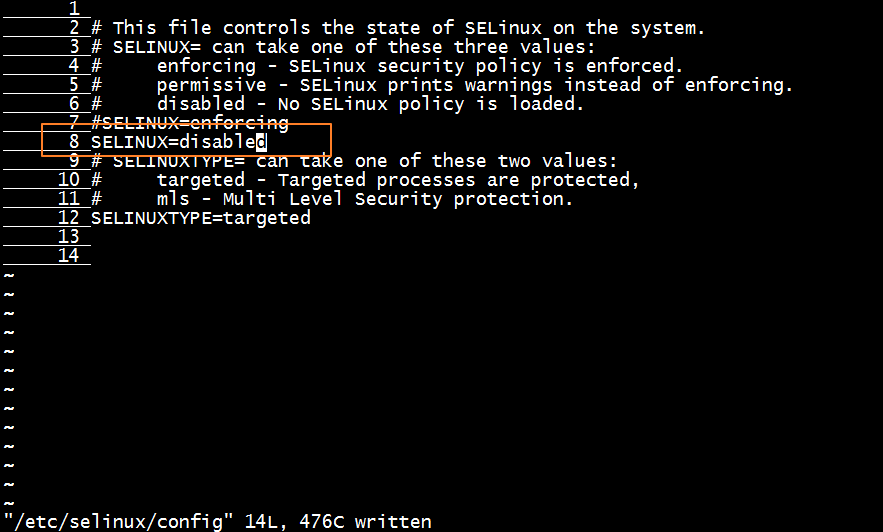 1
2 # This file controls the state of SELinux on the system.
3 # SELINUX= can take one of these three values:
4 #     enforcing - SELinux security policy is enforced.
5 #     permissive - SELinux prints warnings instead of enforcing.
6 #     disabled - No SELinux policy is loaded.
7 #SELINUX=enforcing
8 SELINUX=disabled
9 # SELINUXTYPE= can take one of these two values:
10 #     targeted - Targeted processes are protected,
11 #     mls - Multi Level Security protection.
12 SELINUXTYPE=targeted
13
14
~
~
~
~
~
~
~
~
~
~
~
~
~
"/etc/selinux/config" 14L, 476C written